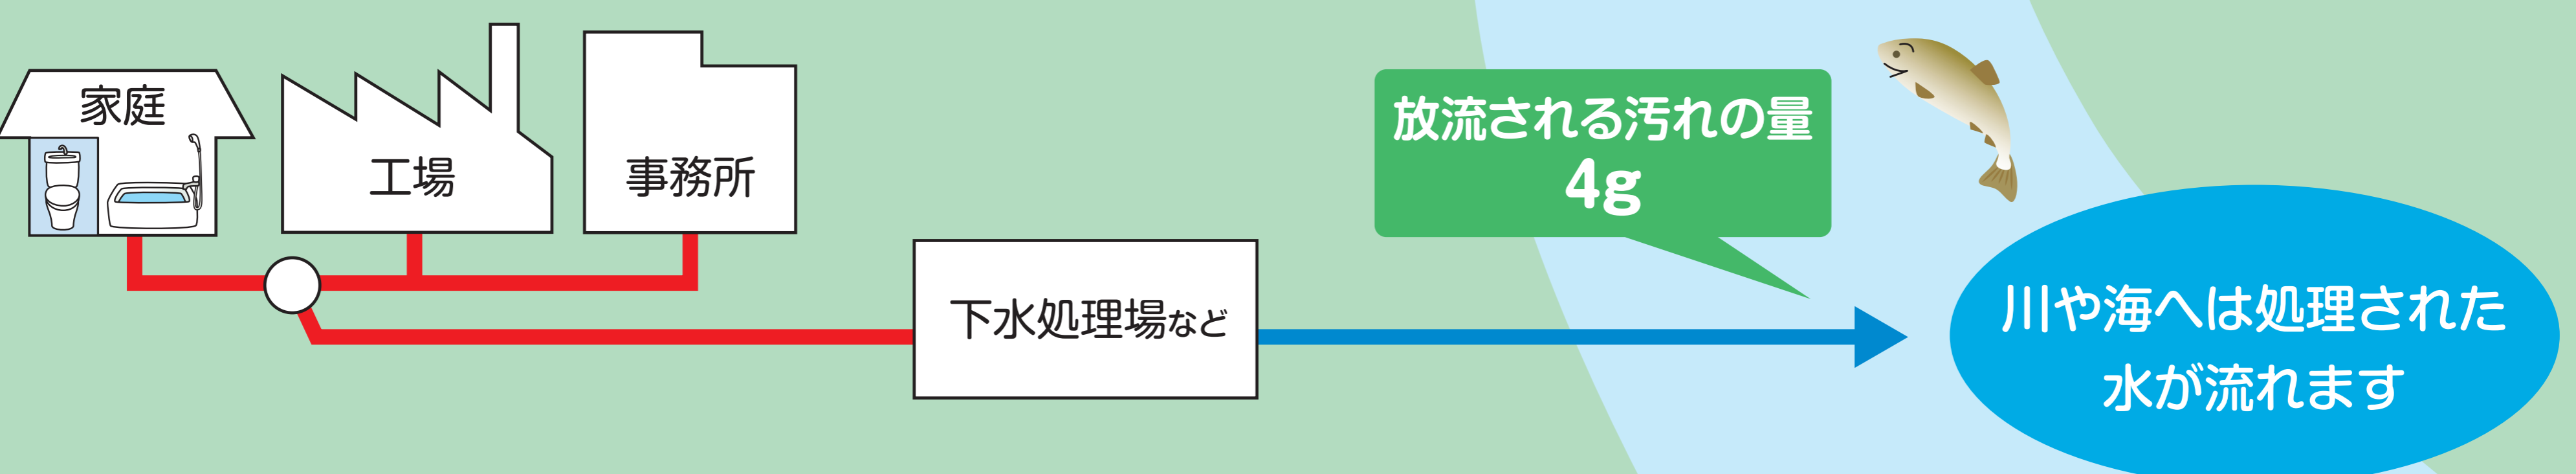 家庭
工場
事務所
下水処理場など
放流される汚れの量
4g
川や海へは処理された
水が流れます